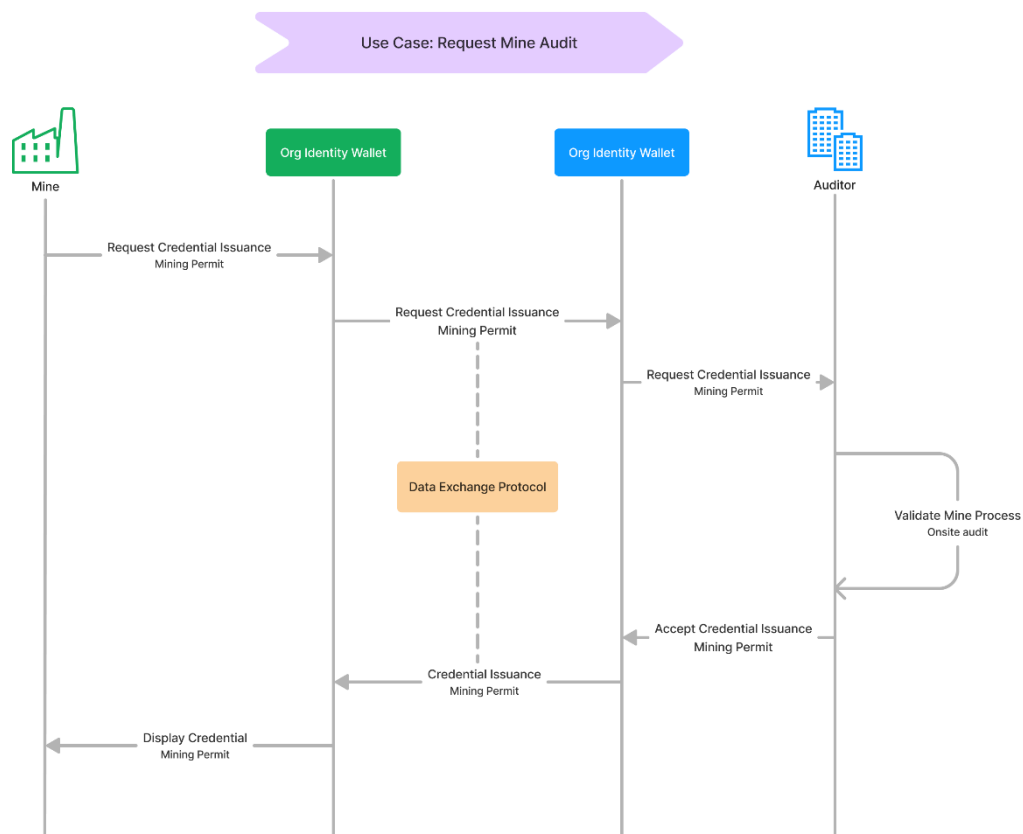 Use Case: Request Mine Audit
Mine
Org Identity Wallet
Org Identity Wallet
Auditor
Request Credential Issuance
Mining Permit
Request Credential Issuance
Mining Permit
Request Credential Issuance
Mining Permit
Data Exchange Protocol
Validate Mine Process
Onsite audit
Accept Credential Issuance
Mining Permit
Credential Issuance
Mining Permit
Display Credential
Mining Permit